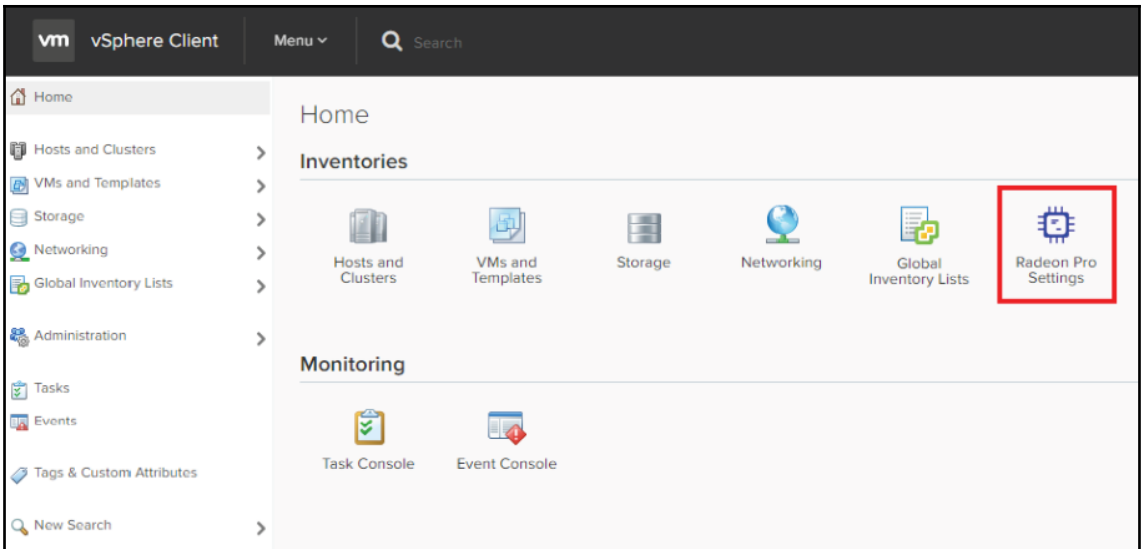 vm vSphere Client Menu Search
Home
Hosts and Clusters
VMs and Templates
Storage
Networking
Global Inventory Lists
Administration
Tasks
Events
Tags & Custom Attributes
New Search
Home
Inventories
Hosts and
Clusters
VMs and
Templates
Storage
Networking
Global
Inventory Lists
Radeon Pro
Settings
Monitoring
Task Console
Event Console